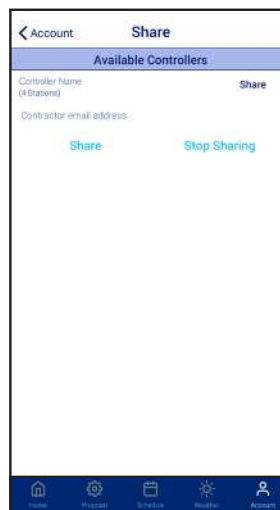 Account Share
Available Controllers
Controller Name Share
(4 Stations)
Contractor email address
Share Stop Sharing
Home Program Schedule Weather Account